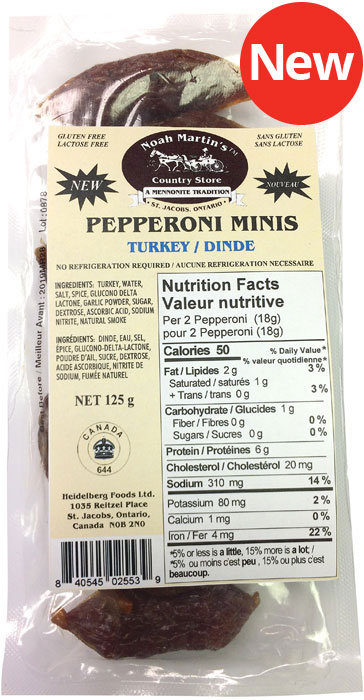 New
GLUTEN FREE
LACTOSE FREE
SANS GLUTEN
SANS LACTOSE
Noah Martin's TM
Country Store
A MENNONITE TRADITION
ST. JACOBS, ONTARIO
NEW
NOUVEAU
PEPPERONI MINIS
TURKEY / DINDE
NO REFRIGERATION REQUIRED / AUCUNE REFRIGERATION NECESSAIRE
INGREDIENTS: TURKEY, WATER,
SALT, SPICE, GLUCONO DELTA
LACTONE, GARLIC POWDER, SUGAR,
DEXTROSE, ASCORBIC ACID, SODIUM
NITRITE, NATURAL SMOKE
INGRÉDIENTS: DINDE, EAU, SEL,
ÉPICE, GLUCONO-DELTA-LACTONE,
POUDRE D'AIL, SUCRE, DEXTROSE,
ACIDE ASCORBIQUE, NITRITE DE
SODIUM, FUMÉE NATUREL
NET 125 g
CANADA
644
Heidelberg Foods Ltd.
1035 Reitzel Place
St. Jacobs, Ontario,
Canada N0B 2N0
8 40545 02553 9
Nutrition Facts
Valeur nutritive
Per 2 Pepperoni (18g)
pour 2 Pepperoni (18g)
Calories 50
% Daily Value*
% valeur quotidienne*
Fat / Lipides 2 g 3 %
Saturated / saturés 1 g
+ Trans / trans 0 g 3 %
Carbohydrate / Glucides 1 g
Fiber / Fibres 0 g 0 %
Sugars / Sucres 0 g 0 %
Protein / Protéines 6 g
Cholesterol / Cholestérol 20 mg
Sodium 310 mg 14 %
Potassium 80 mg 2 %
Calcium 1 mg 0 %
Iron / Fer 4 mg 22 %
*5% or less is a little, 15% more is a lot /
*5% ou moins c'est peu , 15% ou plus c'est
beaucoup.
Before / Meilleur Avant :
Lot: 0878